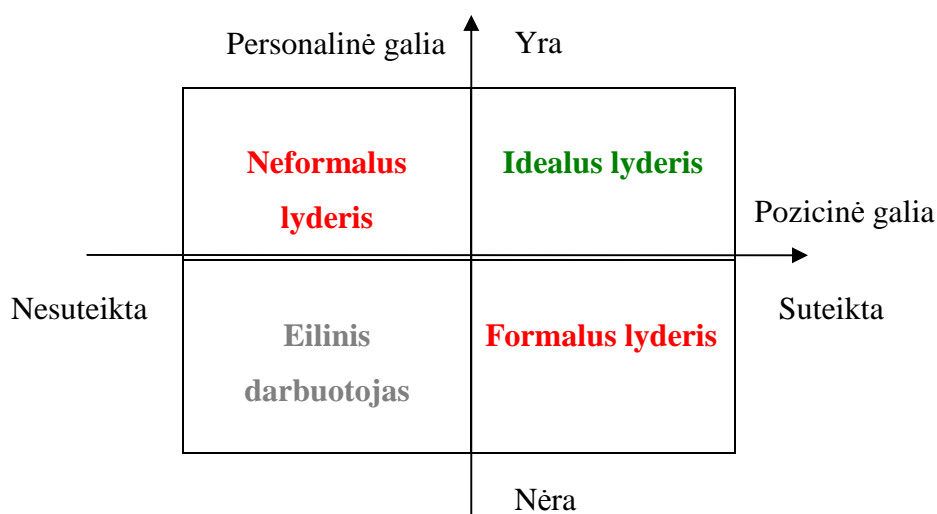 Personalinė galia
Yra
Neformalus
lyderis
Idealus lyderis
Pozicinė galia
Nesuteikta
Suteikta
Eilinis
darbuotojas
Formalus lyderis
Nėra